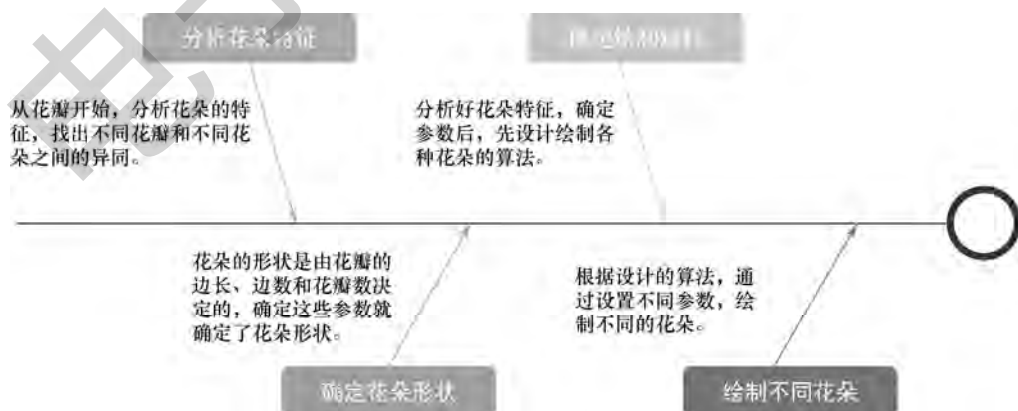 分析花朵特征
从花瓣开始，分析花朵的特
征，找出不同花瓣和不同花
朵之间的异同。
分析好花朵特征，确定
参数后，先设计绘制各
种花朵的算法。
花朵的形状是由花瓣的
边长、边数和花瓣数决
定的，确定这些参数就
确定了花朵形状。
根据设计的算法，通
过设置不同参数，绘
制不同的花朵。
确定花朵形状
绘制不同花朵